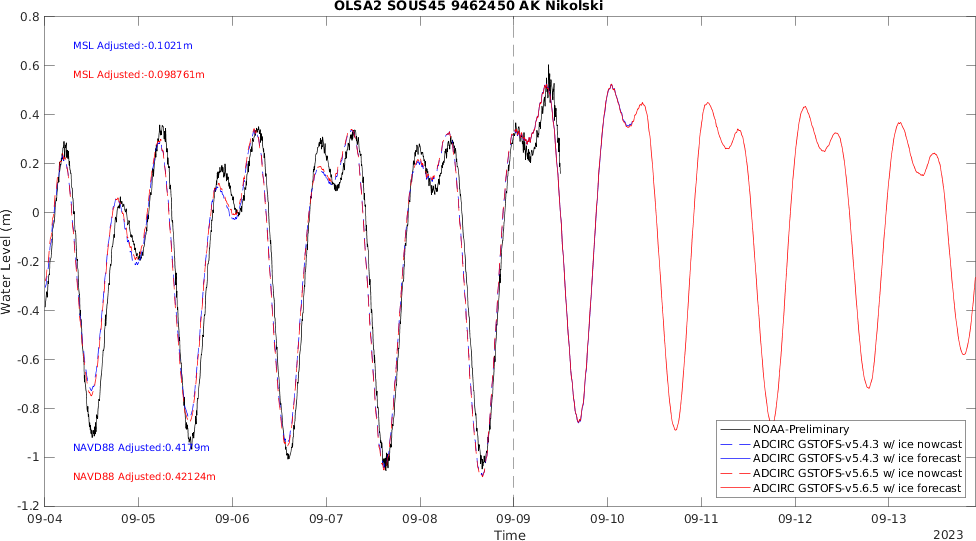 OLSA2 SOUS45 9462450 AK Nikolski
MSL Adjusted:-0.1021m
MSL Adjusted:-0.098761m
NAVD88 Adjusted:0.4179m
NAVD88 Adjusted:0.42124m
Water Level (m)
0.8
0.6
0.4
0.2
0
-0.2
-0.4
-0.6
-0.8
-1
-1.2
NOAA-Preliminary
ADCIRC GSTOFS-v5.4.3 w/ ice nowcast
ADCIRC GSTOFS-v5.4.3 w/ ice forecast
ADCIRC GSTOFS-v5.6.5 w/ ice nowcast
ADCIRC GSTOFS-v5.6.5 w/ ice forecast
09-04 09-05 09-06 09-07 09-08 09-09 09-10 09-11 09-12 09-13
Time
2023